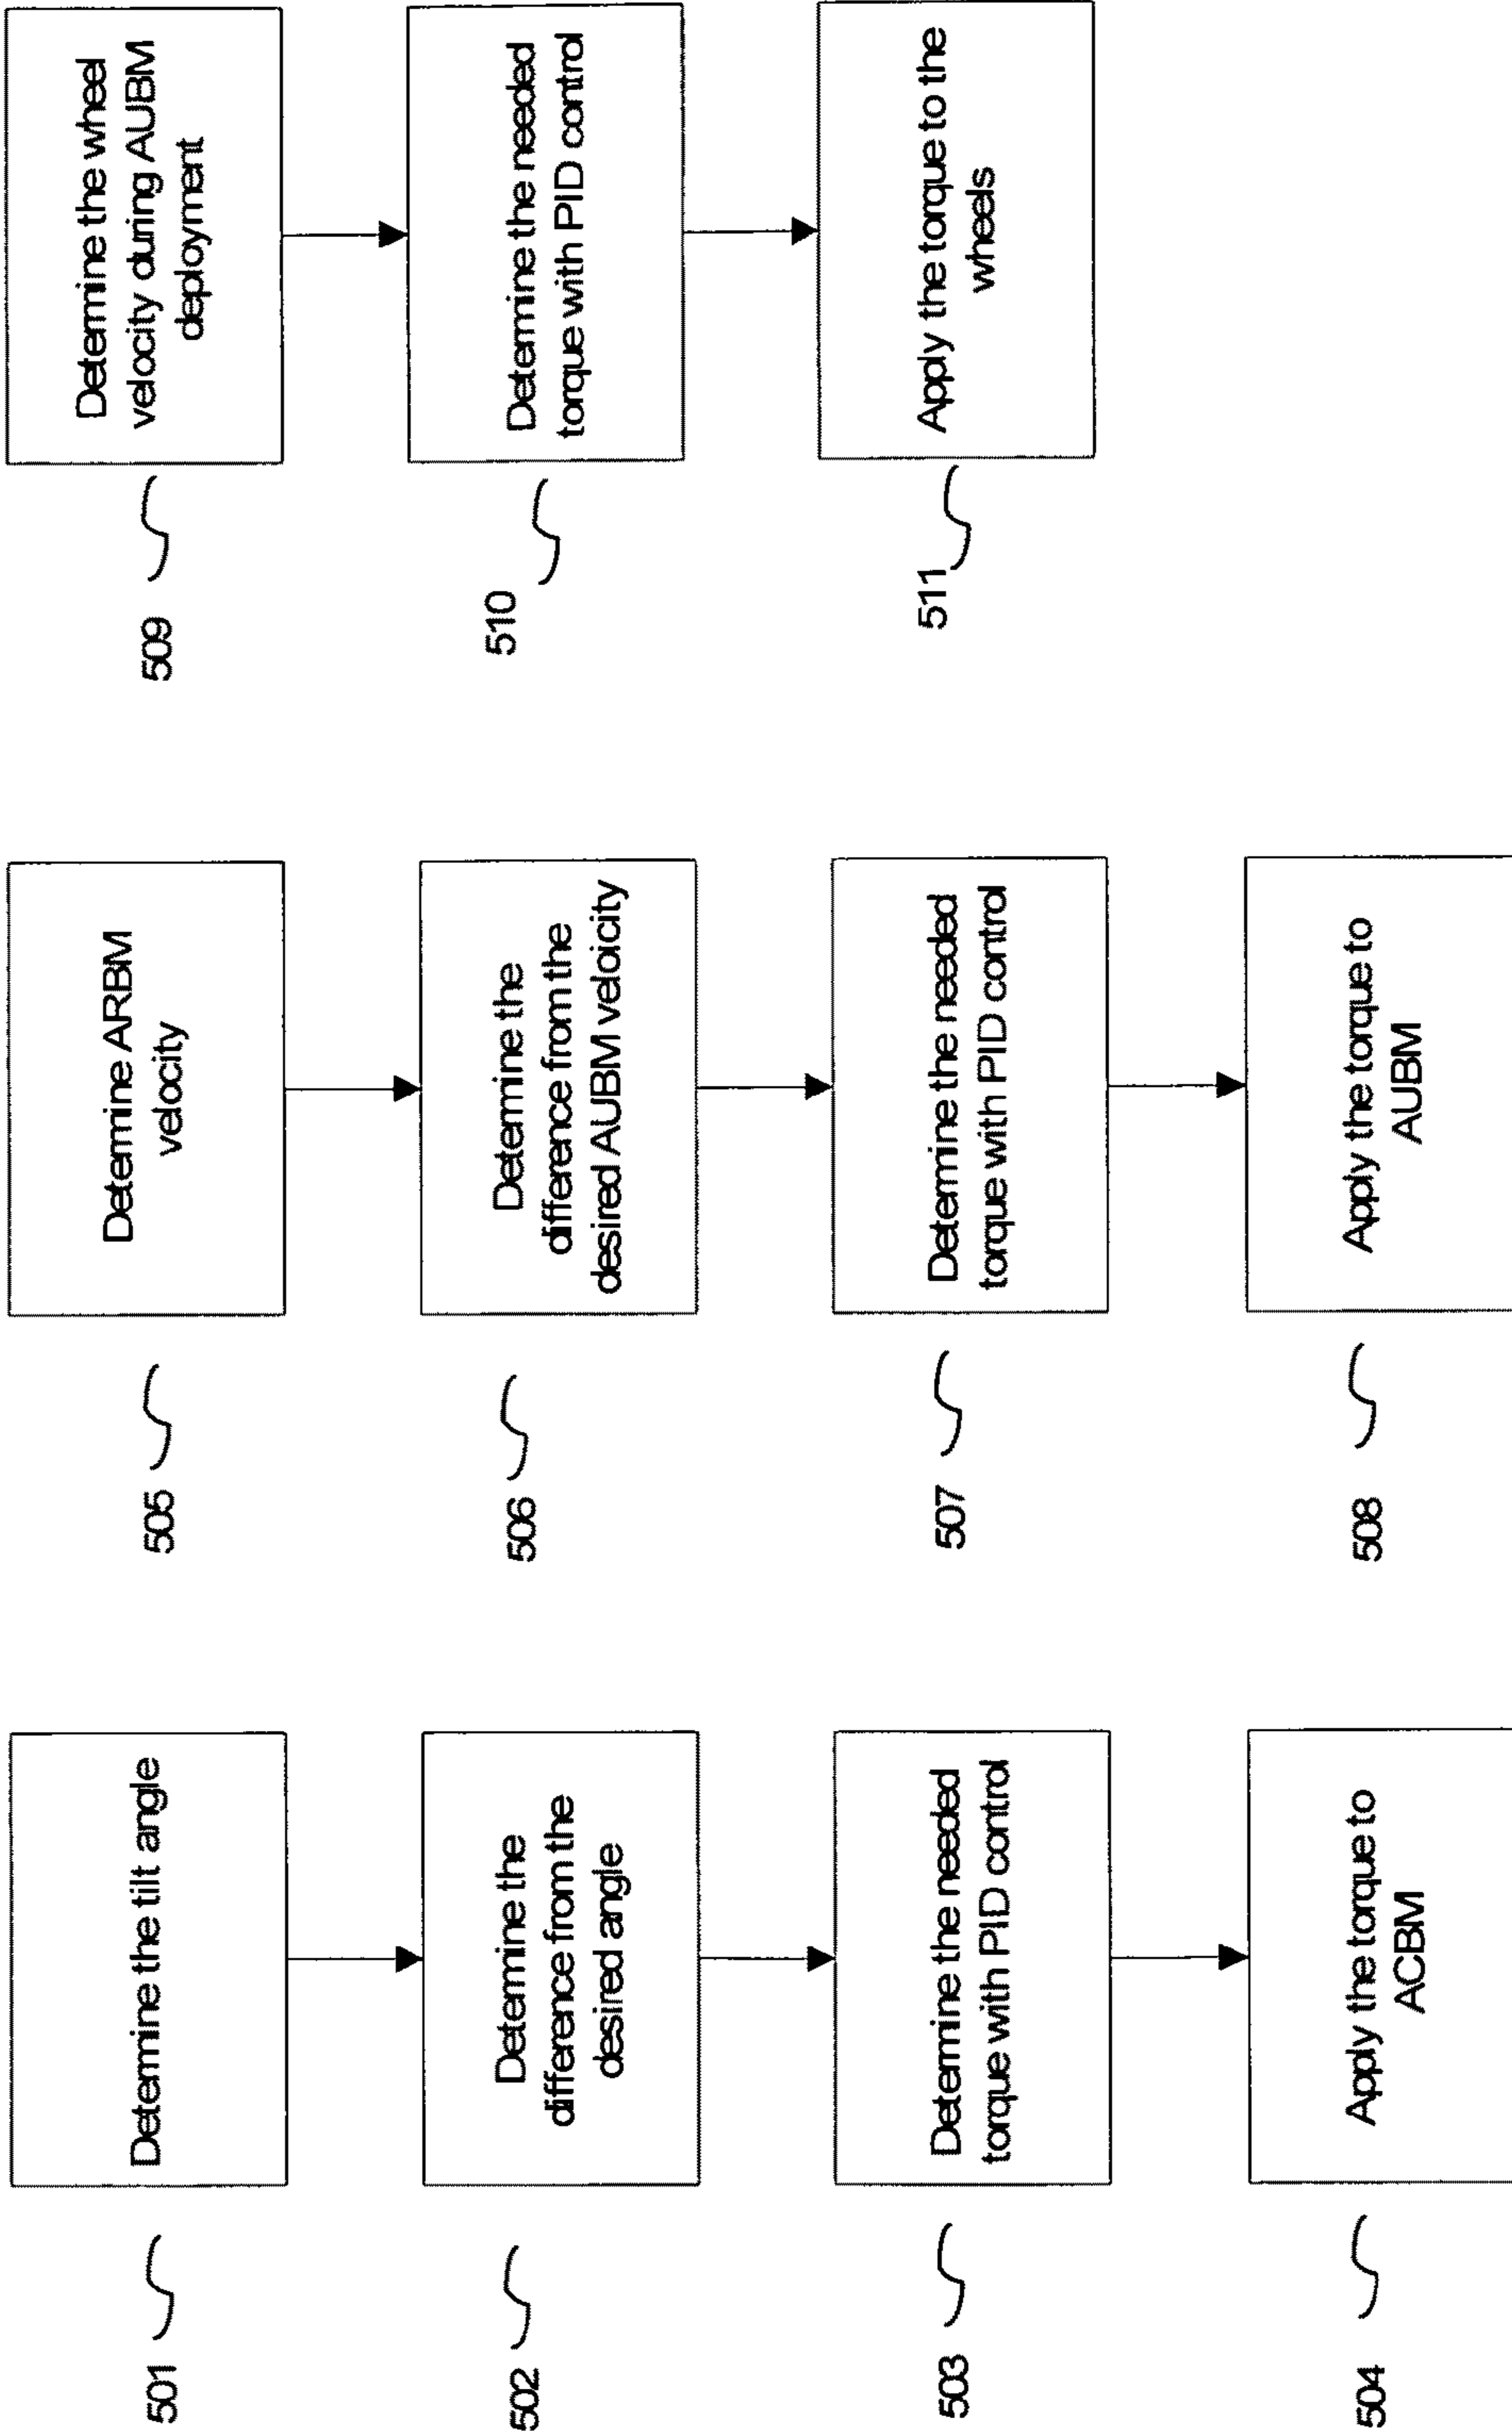 501
Determine the tilt angle
502
Determine the
difference from the
desired angle
503
Determine the needed
torque with PID control
504
Apply the torque to
ACBM
505
Determine ARBM
velocity
506
Determine the
difference from the
desired AUBM veloicity
507
Determine the needed
torque with PID control
508
Apply the torque to
AUBM
509
Determine the wheel
velocity during AUBM
deployment
510
Determine the needed
torque with PID control
511
Apply the torque to the
wheels